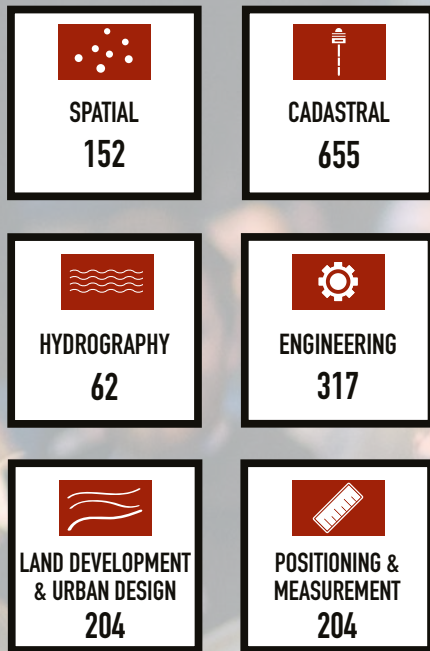 SPATIAL
152
CADASTRAL
655
HYDROGRAPHY
62
ENGINEERING
317
LAND DEVELOPMENT
& URBAN DESIGN
204
POSITIONING &
MEASUREMENT
204